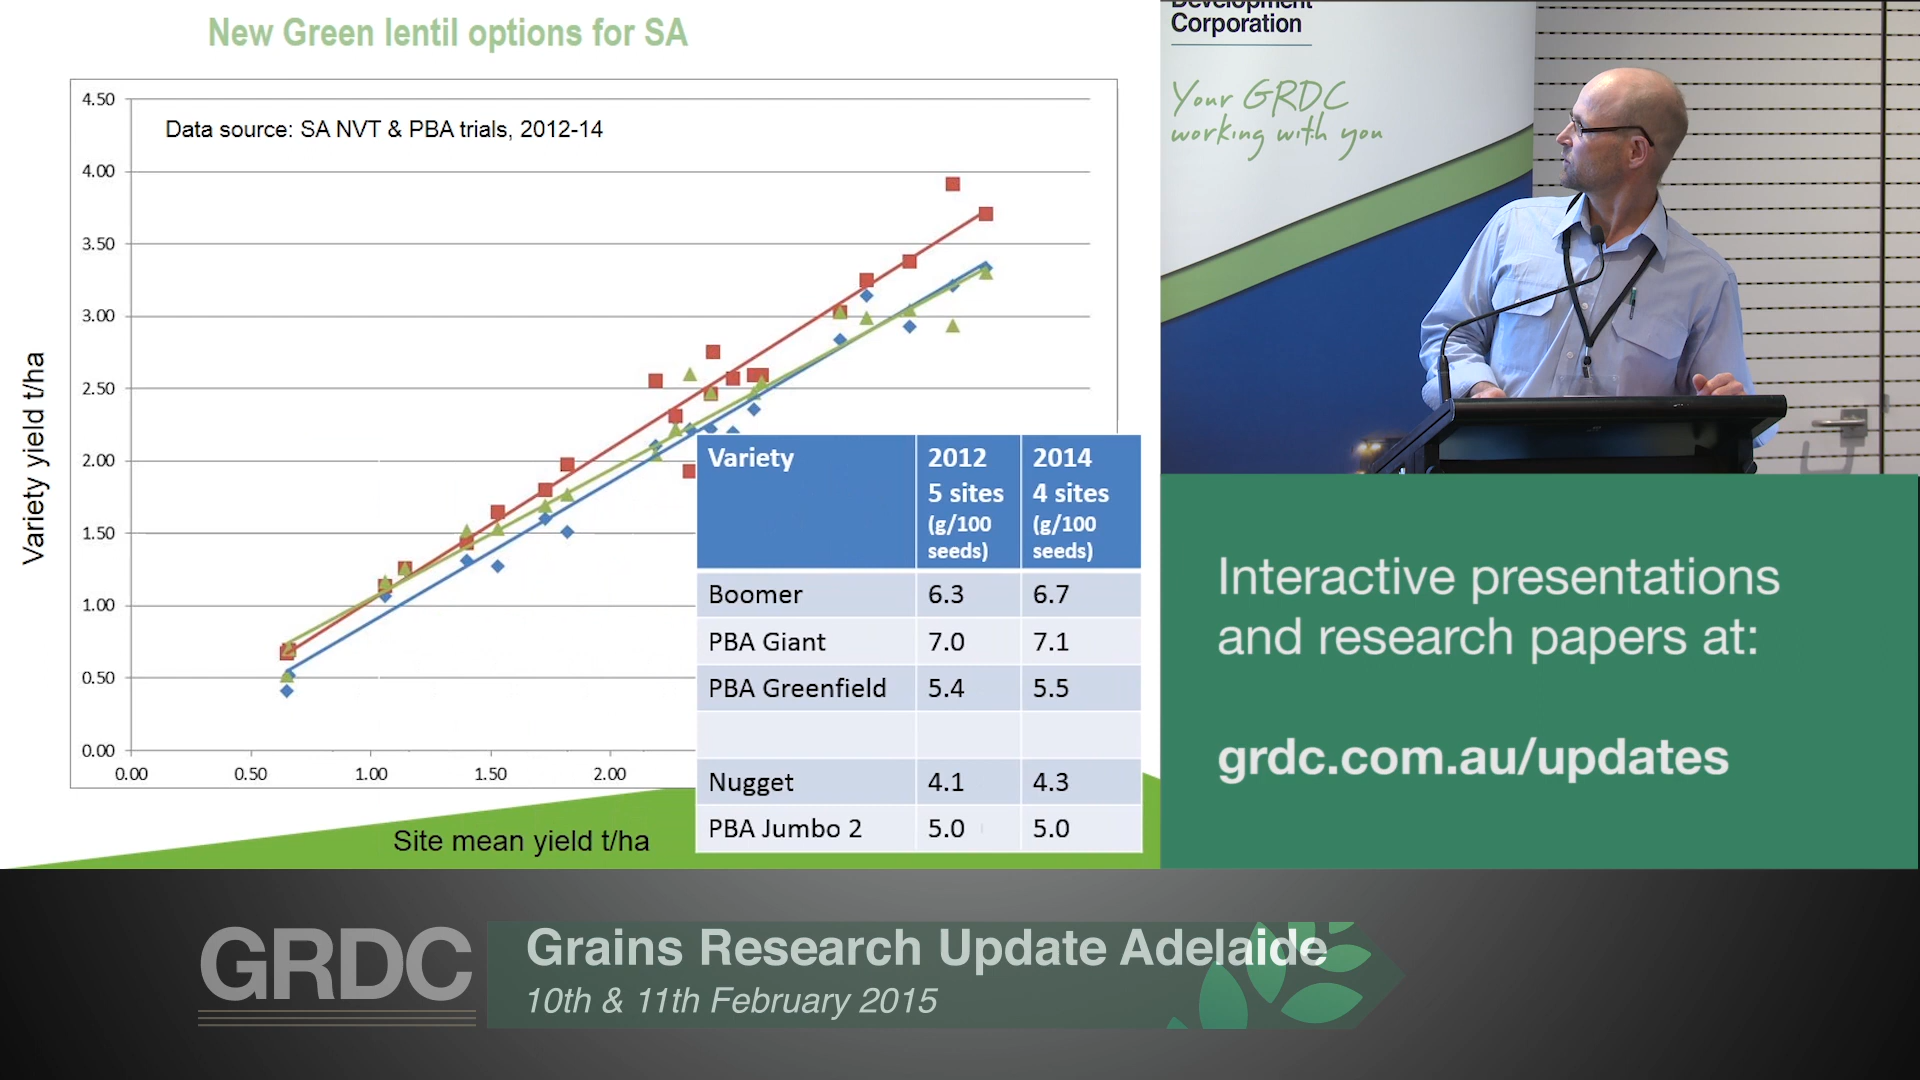 New Green lentil options for SA
4.50
Data source: SA NVT & PBA trials, 2012-14
4.00
3.50
3.00
2.50
2.00
1.50
1.00
0.50
0.00
0.00 0.50 1.00 1.50 2.00
Variety yield t/ha
Site mean yield t/ha
Variety 2012 2014
5 sites 4 sites
(g/100 (g/100
seeds) seeds)
Boomer 6.3 6.7
PBA Giant 7.0 7.1
PBA Greenfield 5.4 5.5
Nugget 4.1 4.3
PBA Jumbo 2 5.0 5.0
Development
Corporation
Your GRDC
working with you
Interactive presentations
and research papers at:
grdc.com.au/updates
GRDC
Grains Research Update Adelaide
10th & 11th February 2015